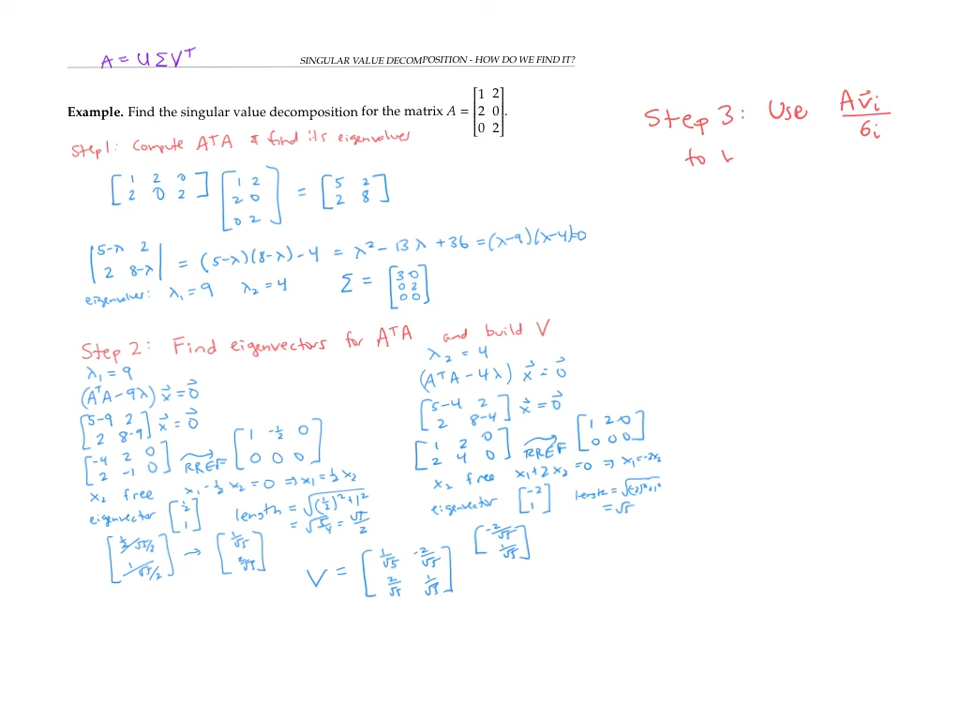 A = U Σ Vᵀ
SINGULAR VALUE DECOMPOSITION - HOW DO WE FIND IT?
Example. Find the singular value decomposition for the matrix A = [1 2; 2 0; 0 2].
Step 1: Compute ATA & find its eigenvalues
[1 2 0; 2 0 2] [1 2; 2 0; 0 2] = [5 2; 2 8]
|5-λ 2; 2 8-λ| = (5-λ)(8-λ) - 4 = λ² - 13λ + 36 = (λ-9)(λ-4)=0
eigenvalues: λ₁ = 9 λ₂ = 4 Σ = [3 0; 0 2; 0 0]
Step 2: Find eigenvectors for AᵀA and build V
λ₁ = 9
(AᵀA - 9λ) x⃗ = 0⃗
[5-9 2; 2 8-9] x⃗ = 0⃗
[-4 2 0; 2 -1 0] RREF [1 -½ 0; 0 0 0]
x₂ free x₁ - ½ x₂ = 0 ⇒ x₁ = ½ x₂
eigenvector [½; 1] length = √((½)² + 1²)
= √(5/4) = √5/2
[½/√5/2; 1/√5/2] → [1/√5; 2/√5]
λ₂ = 4
(AᵀA - 4λ) x⃗ = 0⃗
[5-4 2; 2 8-4] x⃗ = 0⃗
[1 2 0; 2 4 0] RREF [1 2 0; 0 0 0]
x₂ free x₁ + 2x₂ = 0 ⇒ x₁ = -2x₂
eigenvector [-2; 1] length = √((-2)² + 1²)
= √5
[-2/√5; 1/√5]
V = [1/√5 -2/√5; 2/√5 1/√5]
Step 3: Use Av⃗ᵢ/σᵢ
to